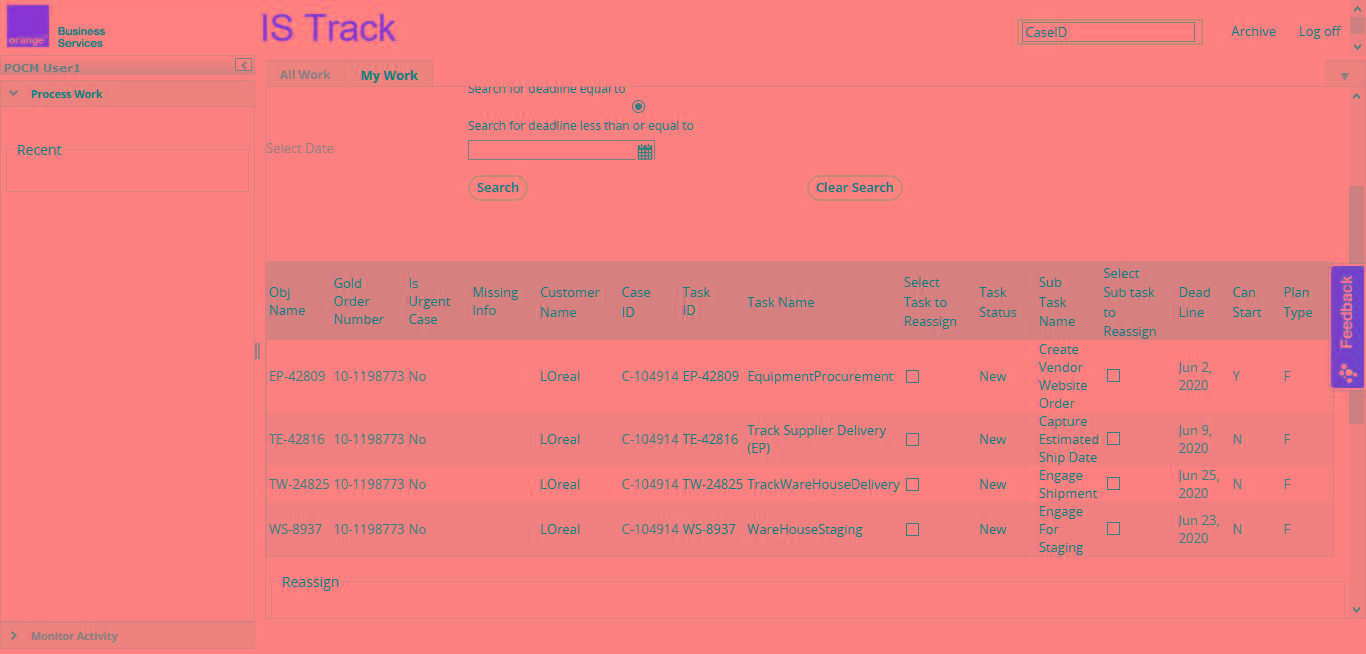 orange™
Business
Services
IS Track
CaseID
Archive
Log off
POCM User1
Process Work
Recent
Monitor Activity
All Work
My Work
Search for deadline equal to
Search for deadline less than or equal to
Select Date
Search
Clear Search
Obj Name
Gold Order Number
Is Urgent Case
Missing Info
Customer Name
Case ID
Task ID
Task Name
Select Task to Reassign
Task Status
Sub Task Name
Select Sub task to Reassign
Dead Line
Can Start
Plan Type
EP-42809 10-1198773 No LOreal C-104914 EP-42809 EquipmentProcurement New Create Vendor Website Order Jun 2, 2020 Y F
TE-42816 10-1198773 No LOreal C-104914 TE-42816 Track Supplier Delivery (EP) New Capture Estimated Ship Date Jun 9, 2020 N F
TW-24825 10-1198773 No LOreal C-104914 TW-24825 TrackWareHouseDelivery New Engage Shipment Jun 25, 2020 N F
WS-8937 10-1198773 No LOreal C-104914 WS-8937 WareHouseStaging New Engage For Staging Jun 23, 2020 N F
Reassign
Feedback